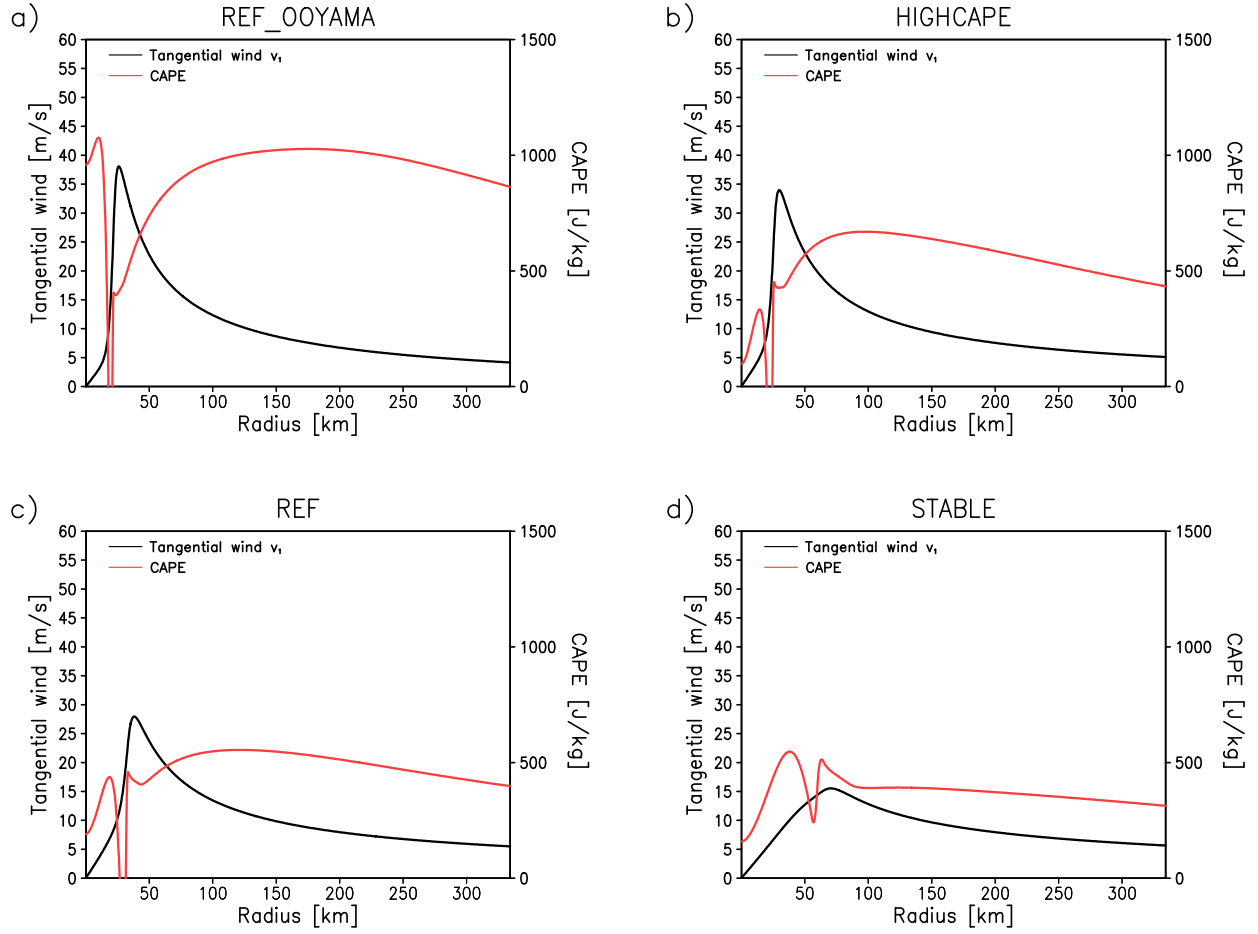 a) REF_OOYAMA
Tangential wind v₁
CAPE
60
55
50
45
40
35
30
25
20
15
10
5
0
Tangential wind [m/s]
1500
1000
500
0
CAPE [J/kg]
50 100 150 200 250 300
Radius [km]
b) HIGHCAPE
Tangential wind v₁
CAPE
60
55
50
45
40
35
30
25
20
15
10
5
0
Tangential wind [m/s]
1500
1000
500
0
CAPE [J/kg]
50 100 150 200 250 300
Radius [km]
c) REF
Tangential wind v₁
CAPE
60
55
50
45
40
35
30
25
20
15
10
5
0
Tangential wind [m/s]
1500
1000
500
0
CAPE [J/kg]
50 100 150 200 250 300
Radius [km]
d) STABLE
Tangential wind v₁
CAPE
60
55
50
45
40
35
30
25
20
15
10
5
0
Tangential wind [m/s]
1500
1000
500
0
CAPE [J/kg]
50 100 150 200 250 300
Radius [km]